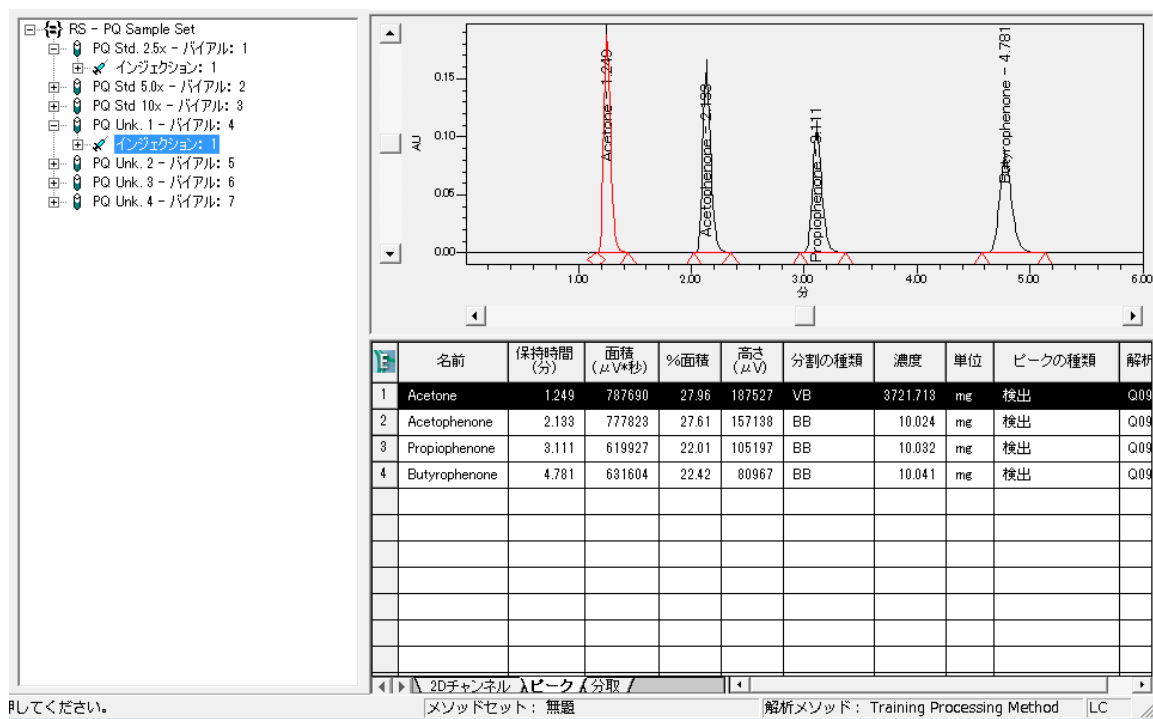 RS - PQ Sample Set
PQ Std. 2.5x - バイアル: 1
インジェクション: 1
PQ Std 5.0x - バイアル: 2
PQ Std 10x - バイアル: 3
PQ Unk. 1 - バイアル: 4
インジェクション: 1
PQ Unk. 2 - バイアル: 5
PQ Unk. 3 - バイアル: 6
PQ Unk. 4 - バイアル: 7
AU
0.15
0.10
0.05
0.00
Acetone - 1.249
Acetophenone - 2.133
Propiophenone - 3.111
Butyrophenone - 4.781
1.00 2.00 3.00 4.00 5.00 6.00
分
名前 保持時間（分） 面積（μV*秒） %面積 高さ（μV） 分割の種類 濃度 単位 ピークの種類 解析
1 Acetone 1.249 787690 27.96 187527 VB 3721.713 mg 検出 Q09
2 Acetophenone 2.133 777823 27.61 157138 BB 10.024 mg 検出 Q09
3 Propiophenone 3.111 619927 22.01 105197 BB 10.032 mg 検出 Q09
4 Butyrophenone 4.781 631604 22.42 80967 BB 10.041 mg 検出 Q09
2Dチャンネル ピーク 分取
押してください。 メソッドセット： 無題 解析メソッド： Training Processing Method LC